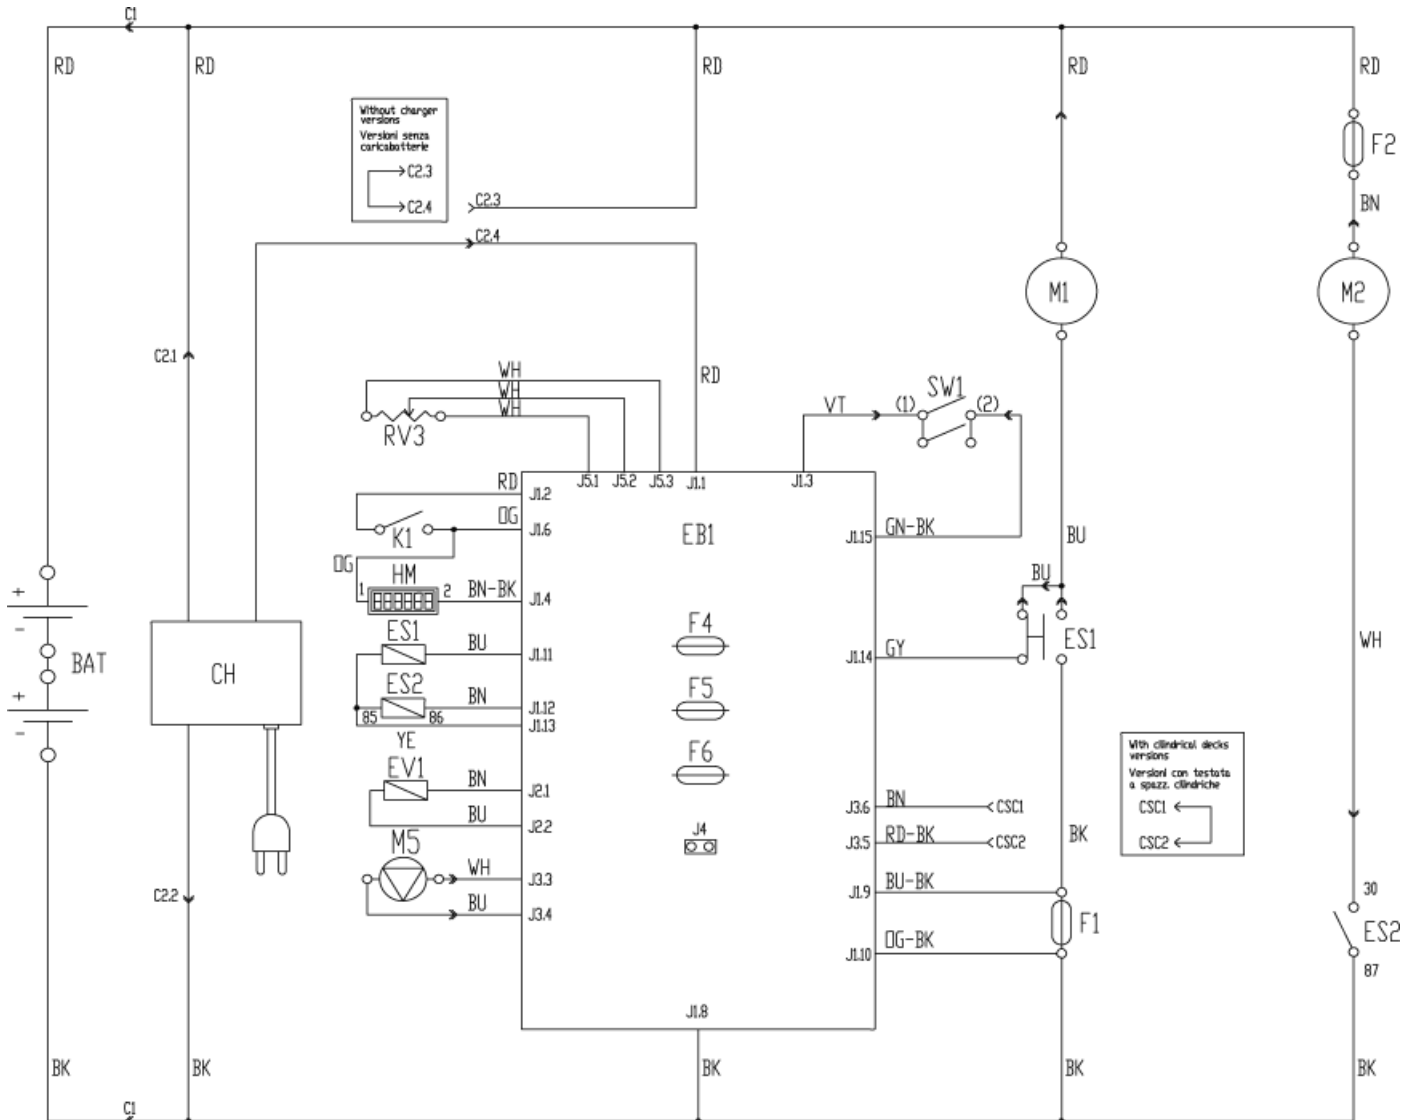 C1
RD
RD
RD
RD
RD
Without charger
versions
Versioni senza
caricabatterie
C2.3
C2.4
C2.3
C2.4
F2
BN
M1
M2
C2.1
WH
WH
WH
RV3
RD
VT
(1)
SW1
(2)
J5.1
J5.2
J5.3
J1.1
J1.3
RD
J1.2
OG
J1.6
K1
EB1
J1.15
GN-BK
BU
OG
HM
1
2
BN-BK
J1.4
BU
ES1
BU
J1.11
F4
J1.14
GY
ES1
WH
+
-
BAT
+
-
CH
ES2
85
86
BN
J1.12
J1.13
YE
F5
EV1
BN
J2.1
BU
J2.2
F6
With cilindrical decks
versions
Versioni con testata
a spazz. cilindriche
CSC1
CSC2
J3.6
BN
CSC1
J3.5
RD-BK
CSC2
BK
J4
M5
WH
J3.3
BU
J3.4
J1.9
BU-BK
F1
J1.10
OG-BK
C2.2
30
ES2
87
J1.8
BK
BK
BK
BK
BK
C1